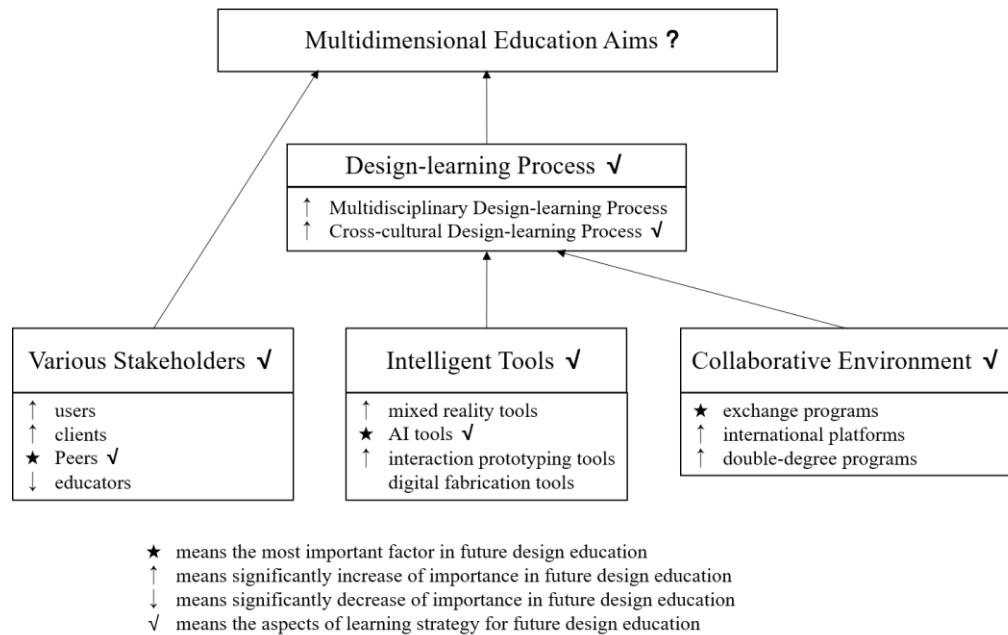 Multidimensional Education Aims ?
Design-learning Process √
↑ Multidisciplinary Design-learning Process
↑ Cross-cultural Design-learning Process √
Various Stakeholders √
↑ users
↑ clients
★ Peers √
↓ educators
Intelligent Tools √
↑ mixed reality tools
★ AI tools √
↑ interaction prototyping tools
digital fabrication tools
Collaborative Environment √
★ exchange programs
↑ international platforms
↑ double-degree programs
★ means the most important factor in future design education
↑ means significantly increase of importance in future design education
↓ means significantly decrease of importance in future design education
√ means the aspects of learning strategy for future design education